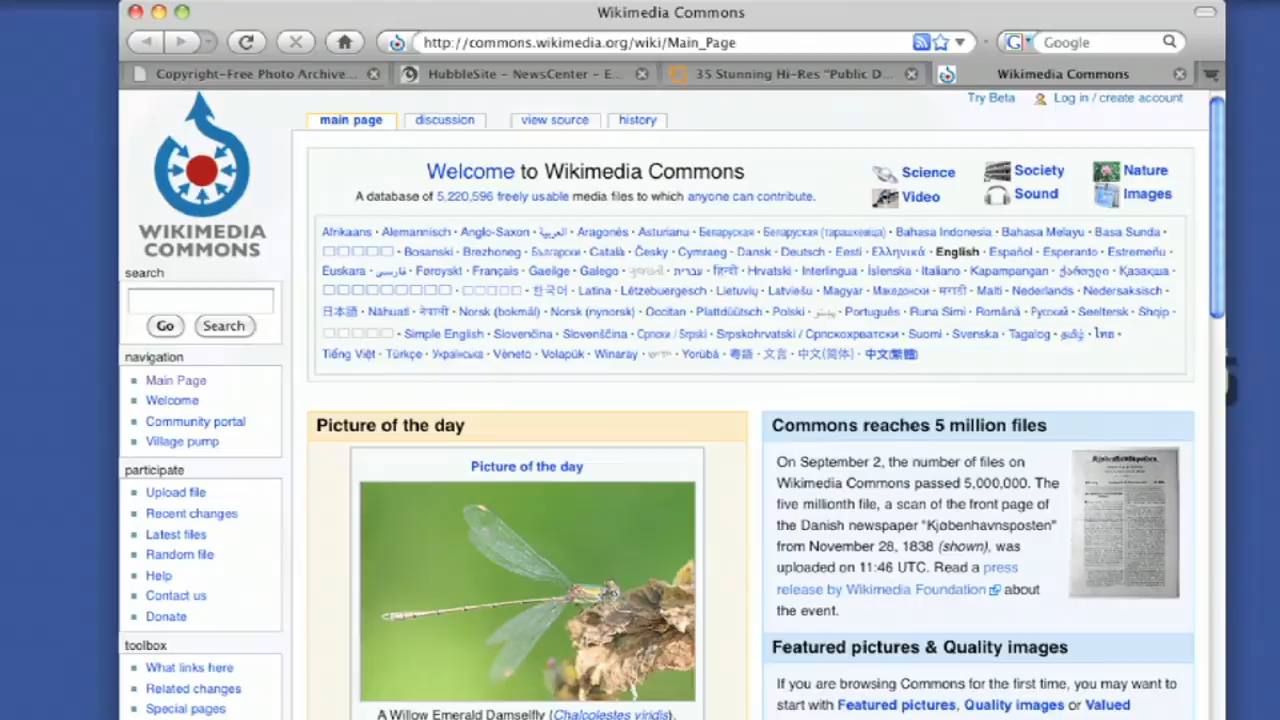 Wikimedia Commons
http://commons.wikimedia.org/wiki/Main_Page
Google
Copyright-Free Photo Archive...
HubbleSite – NewsCenter – E...
35 Stunning Hi-Res "Public D...
Wikimedia Commons
Try Beta
Log in / create account
main page
discussion
view source
history
WIKIMEDIA
COMMONS
Welcome to Wikimedia Commons
A database of 5,220,596 freely usable media files to which anyone can contribute.
Science
Society
Nature
Video
Sound
Images
Afrikaans · Alemannisch · Anglo-Saxon · العربية · Aragonés · Asturianu · Беларуская · Беларуская (тарашкевіца) · Bahasa Indonesia · Bahasa Melayu · Basa Sunda ·
· Bosanski · Brezhoneg · Български · Català · Česky · Cymraeg · Dansk · Deutsch · Eesti · Ελληνικά · English · Español · Esperanto · Estremeñu ·
Euskara · فارسی · Føroyskt · Français · Gaeilge · Galego · ગુજરાતી · עברית · हिन्दी · Hrvatski · Interlingua · Íslenska · Italiano · Kapampangan · ქართული · Қазақша ·
한국어 · Latina · Lëtzebuergesch · Lietuvių · Latviešu · Magyar · Македонски · मराठी · Malti · Nederlands · Nedersaksisch ·
日本語 · Nāhuatl · नेपाली · Norsk (bokmål) · Norsk (nynorsk) · Occitan · Plattdüütsch · Polski · پښتو · Português · Runa Simi · Română · Русский · Seeltersk · Shqip ·
· Simple English · Slovenčina · Slovenščina · Српски / Srpski · Srpskohrvatski / Српскохрватски · Suomi · Svenska · Tagalog · தமிழ் · ไทย ·
Tiếng Việt · Türkçe · Українська · Vèneto · Volapük · Winaray · ייִדיש · Yorùbá · 粵語 · 文言 · 中文(简体) · 中文(繁體)
search
Go
Search
navigation
Main Page
Welcome
Community portal
Village pump
participate
Upload file
Recent changes
Latest files
Random file
Help
Contact us
Donate
toolbox
What links here
Related changes
Special pages
Picture of the day
Picture of the day
A Willow Emerald Damselfly (Chalcolestes viridis),
Commons reaches 5 million files
On September 2, the number of files on
Wikimedia Commons passed 5,000,000. The
five millionth file, a scan of the front page of
the Danish newspaper "Kjøbenhavnsposten"
from November 28, 1838 (shown), was
uploaded on 11:46 UTC. Read a press
release by Wikimedia Foundation about
the event.
Kjøbenhavnsposten.
Featured pictures & Quality images
If you are browsing Commons for the first time, you may want to
start with Featured pictures, Quality images or Valued